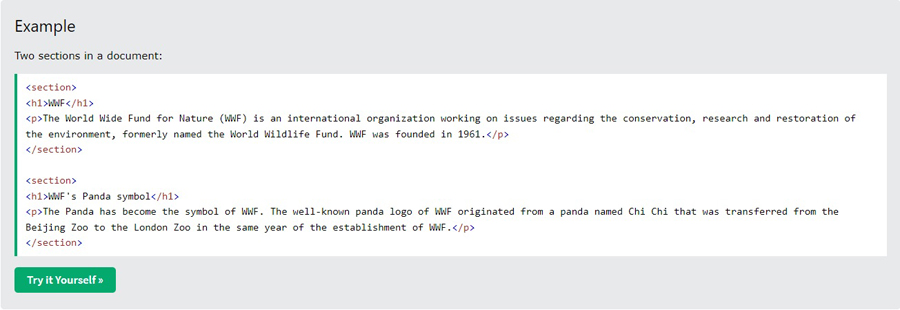 Example
Two sections in a document:
<section>
<h1>WWF</h1>
<p>The World Wide Fund for Nature (WWF) is an international organization working on issues regarding the conservation, research and restoration of
the environment, formerly named the World Wildlife Fund. WWF was founded in 1961.</p>
</section>
<section>
<h1>WWF's Panda symbol</h1>
<p>The Panda has become the symbol of WWF. The well-known panda logo of WWF originated from a panda named Chi Chi that was transferred from the
Beijing Zoo to the London Zoo in the same year of the establishment of WWF.</p>
</section>
Try it Yourself »